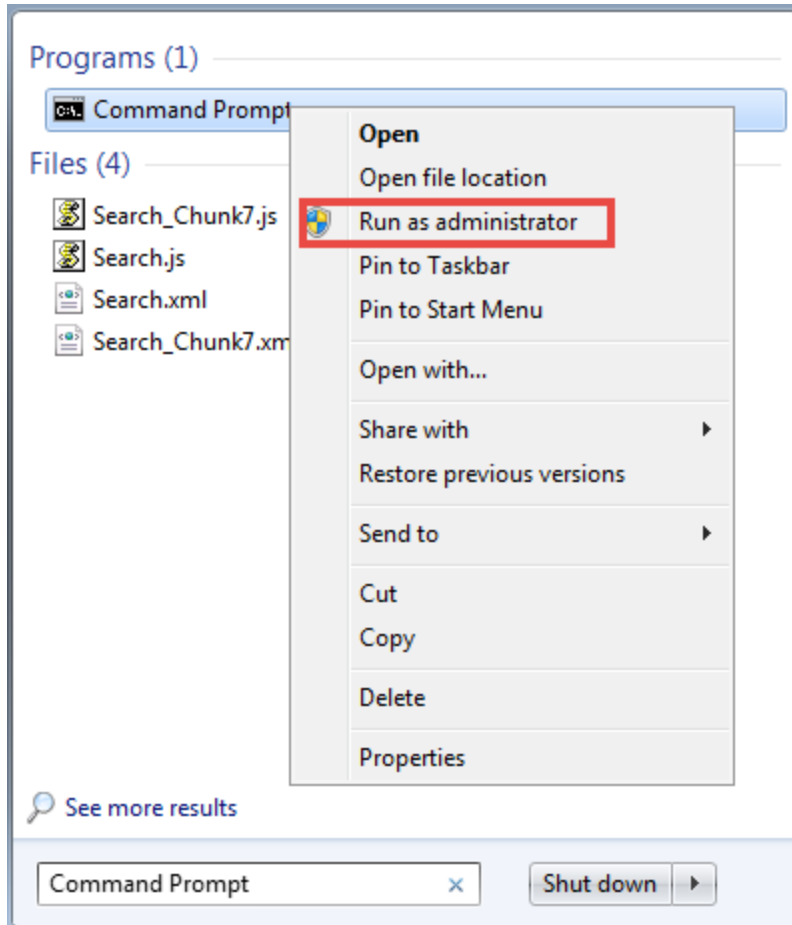 Programs (1)
C:\.
Command Prompt
Files (4)
Search_Chunk7.js
Search.js
Search.xml
Search_Chunk7.xm
Open
Open file location
Run as administrator
Pin to Taskbar
Pin to Start Menu
Open with...
Share with
Restore previous versions
Send to
Cut
Copy
Delete
Properties
See more results
Command Prompt
Shut down